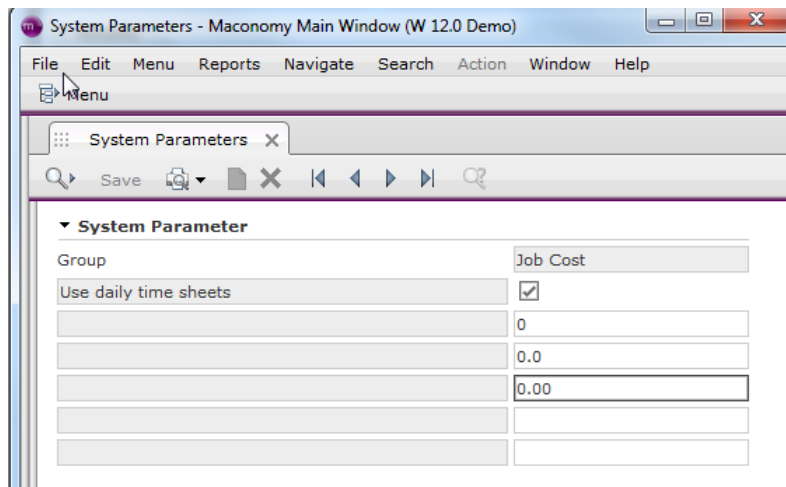 System Parameters - Maconomy Main Window (W 12.0 Demo)
File Edit Menu Reports Navigate Search Action Window Help
Menu
System Parameters
Save
System Parameter
Group Job Cost
Use daily time sheets
0
0.0
0.00